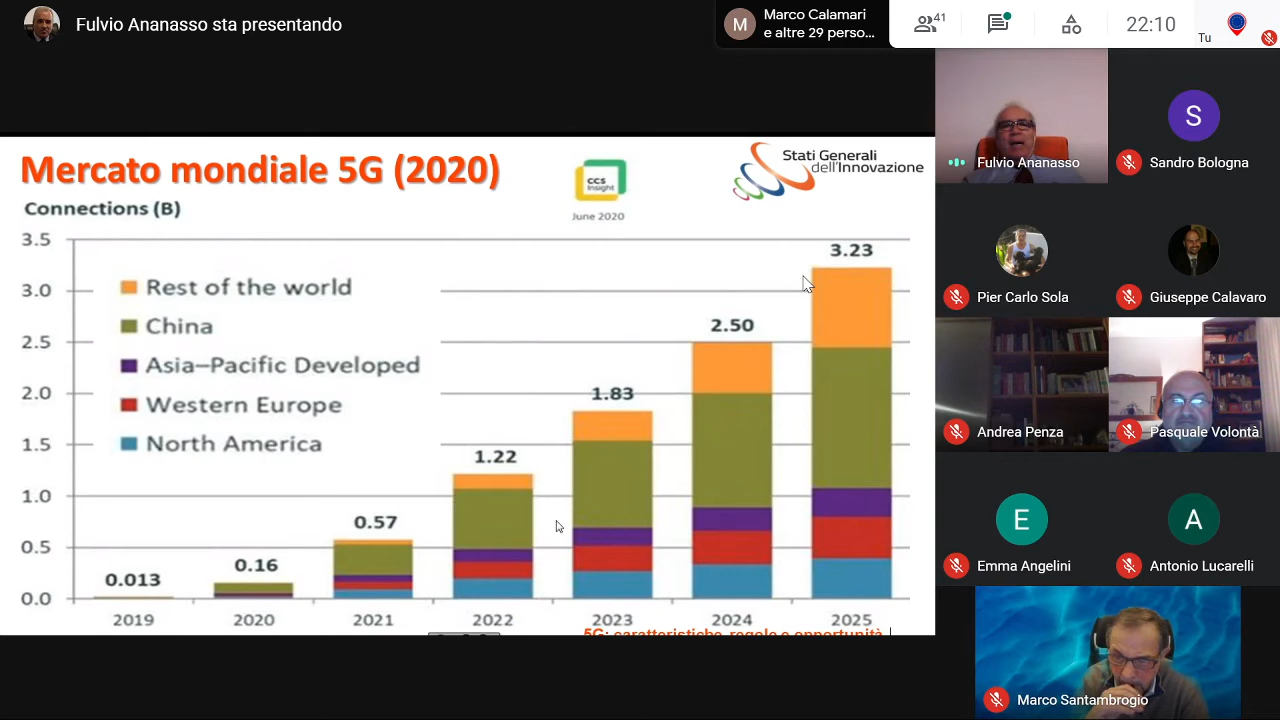 Fulvio Ananasso sta presentando
M
Marco Calamari
e altre 29 perso...
41
22:10
Tu
Mercato mondiale 5G (2020)
ccs
Insight
June 2020
Stati Generali
dell'Innovazione
Connections (B)
3.5
3.0
2.5
2.0
1.5
1.0
0.5
0.0
Rest of the world
China
Asia–Pacific Developed
Western Europe
North America
0.013
0.16
0.57
1.22
1.83
2.50
3.23
2019
2020
2021
2022
2023
2024
2025
5G: caratteristiche, regole e opportunità
Fulvio Ananasso
S
Sandro Bologna
Pier Carlo Sola
Giuseppe Calavaro
Andrea Penza
Pasquale Volontà
E
Emma Angelini
A
Antonio Lucarelli
Marco Santambrogio